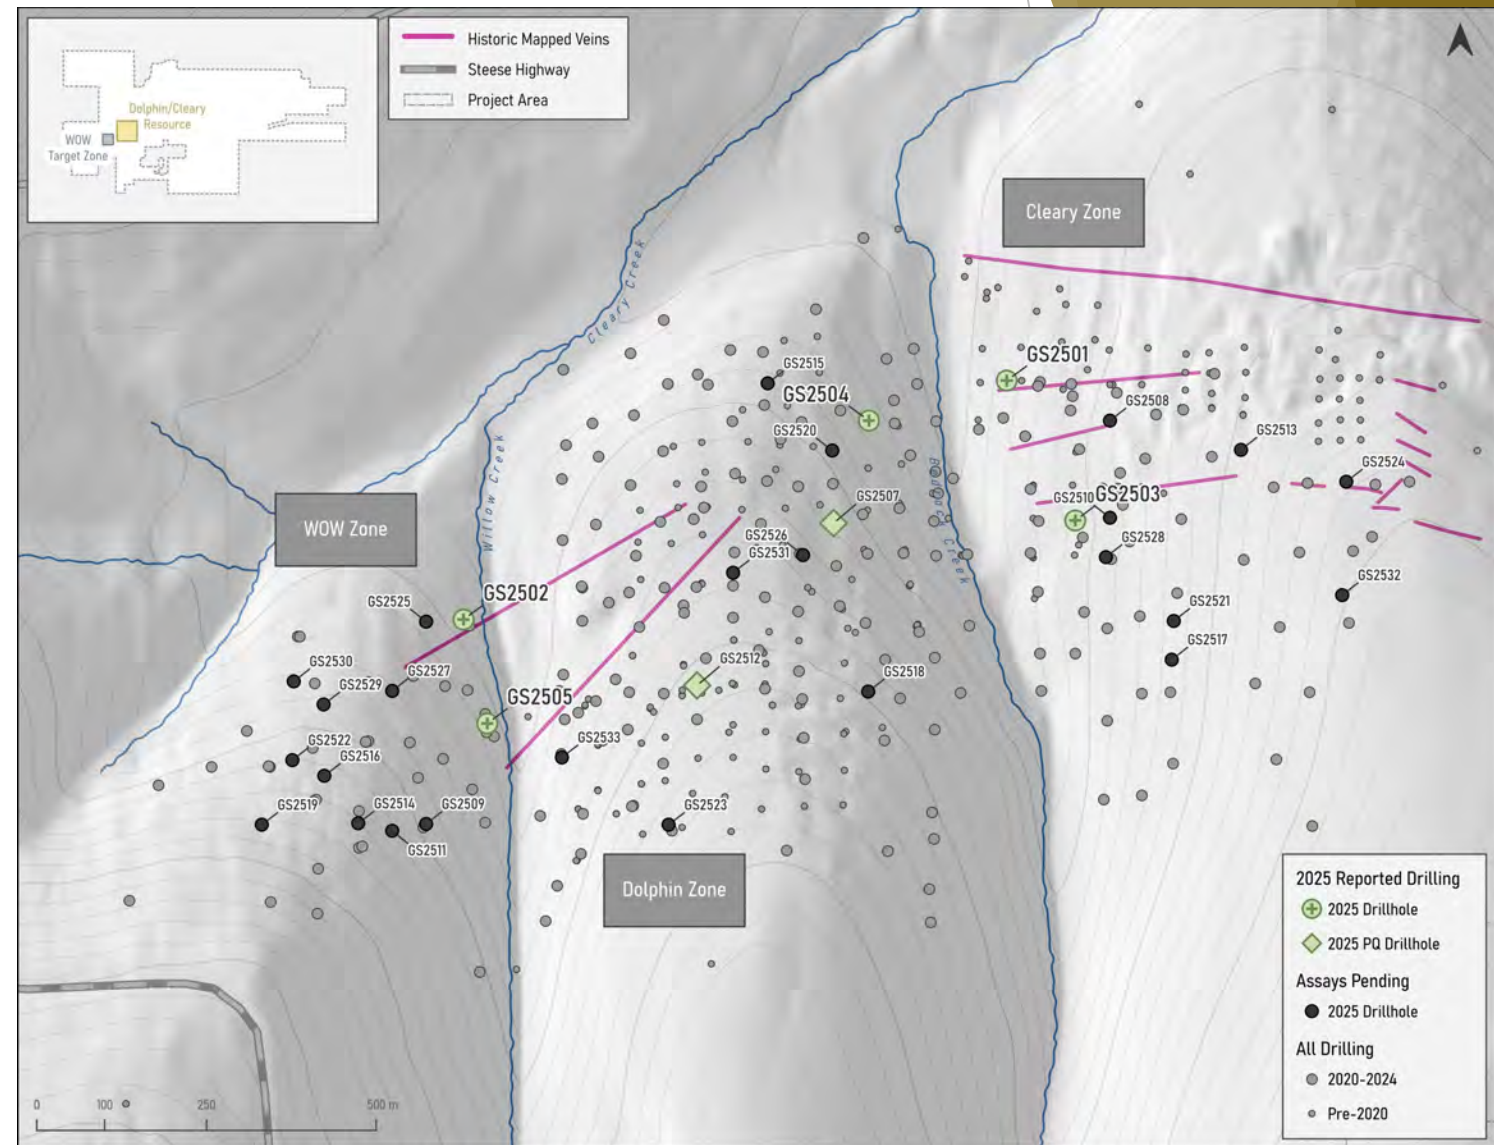 Historic Mapped Veins
Steese Highway
Project Area
Dolphin/Cleary
Resource
WOW
Target Zone
Cleary Zone
Cleary Creek
GS2501
GS2515
GS2504
GS2508
GS2520
GS2513
Willow Creek
Bedrock Creek
GS2524
GS2507
GS2510
GS2503
WOW Zone
GS2526
GS2531
GS2528
GS2532
GS2502
GS2525
GS2521
GS2517
GS2530
GS2527
GS2512
GS2518
GS2529
GS2505
GS2533
GS2522
GS2516
GS2519
GS2514
GS2509
GS2523
GS2511
Dolphin Zone
2025 Reported Drilling
2025 Drillhole
2025 PQ Drillhole
Assays Pending
2025 Drillhole
All Drilling
2020-2024
Pre-2020
0 100 250 500 m